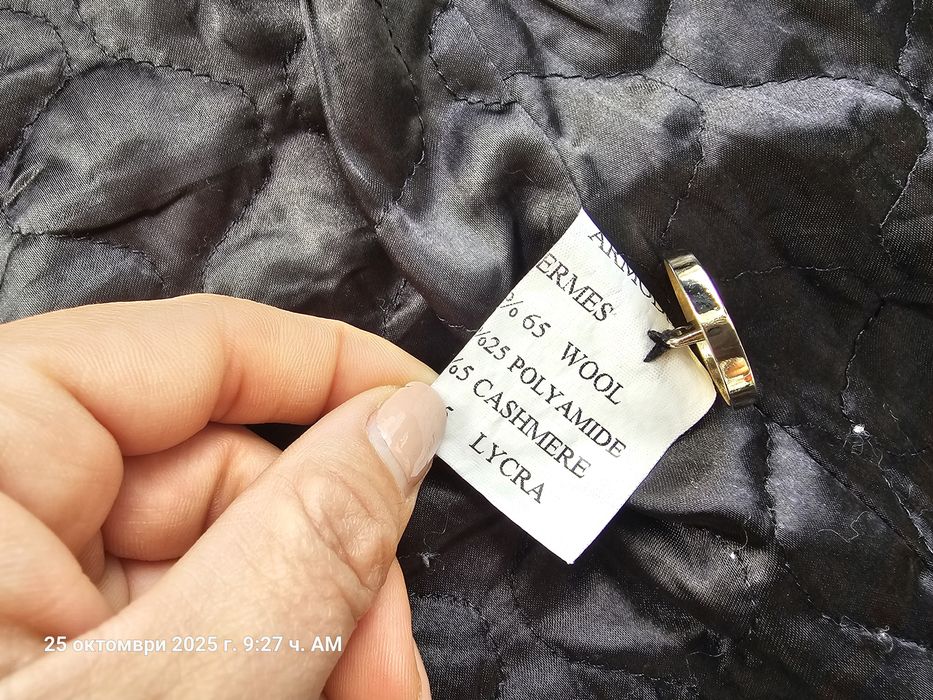 ERMES
% 65 WOOL
%25 POLYAMIDE
%5 CASHMERE
LYCRA
25 октомври 2025 г. 9:27 ч. AM